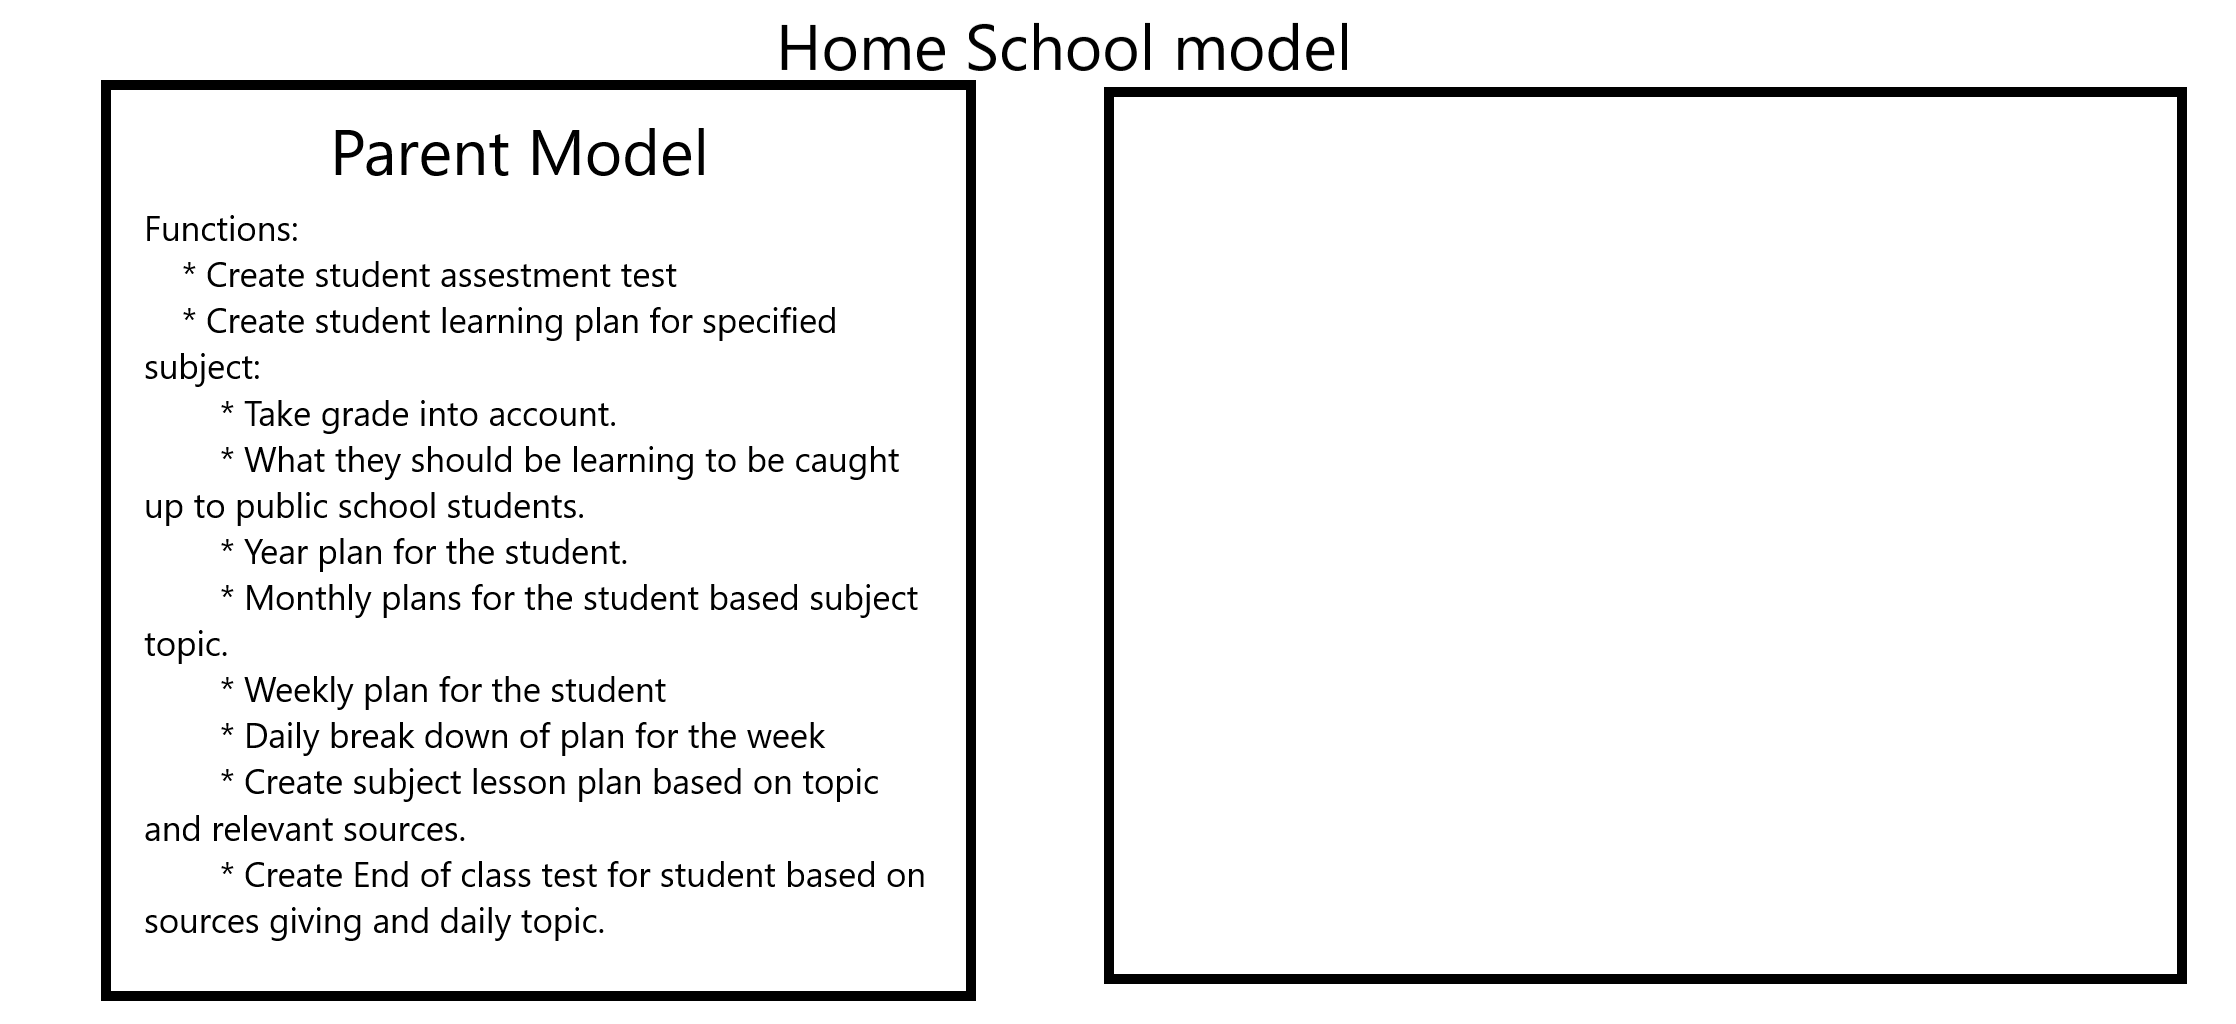 Home School model
Parent Model
Functions:
* Create student assestment test
* Create student learning plan for specified
subject:
* Take grade into account.
* What they should be learning to be caught
up to public school students.
* Year plan for the student.
* Monthly plans for the student based subject
topic.
* Weekly plan for the student
* Daily break down of plan for the week
* Create subject lesson plan based on topic
and relevant sources.
* Create End of class test for student based on
sources giving and daily topic.